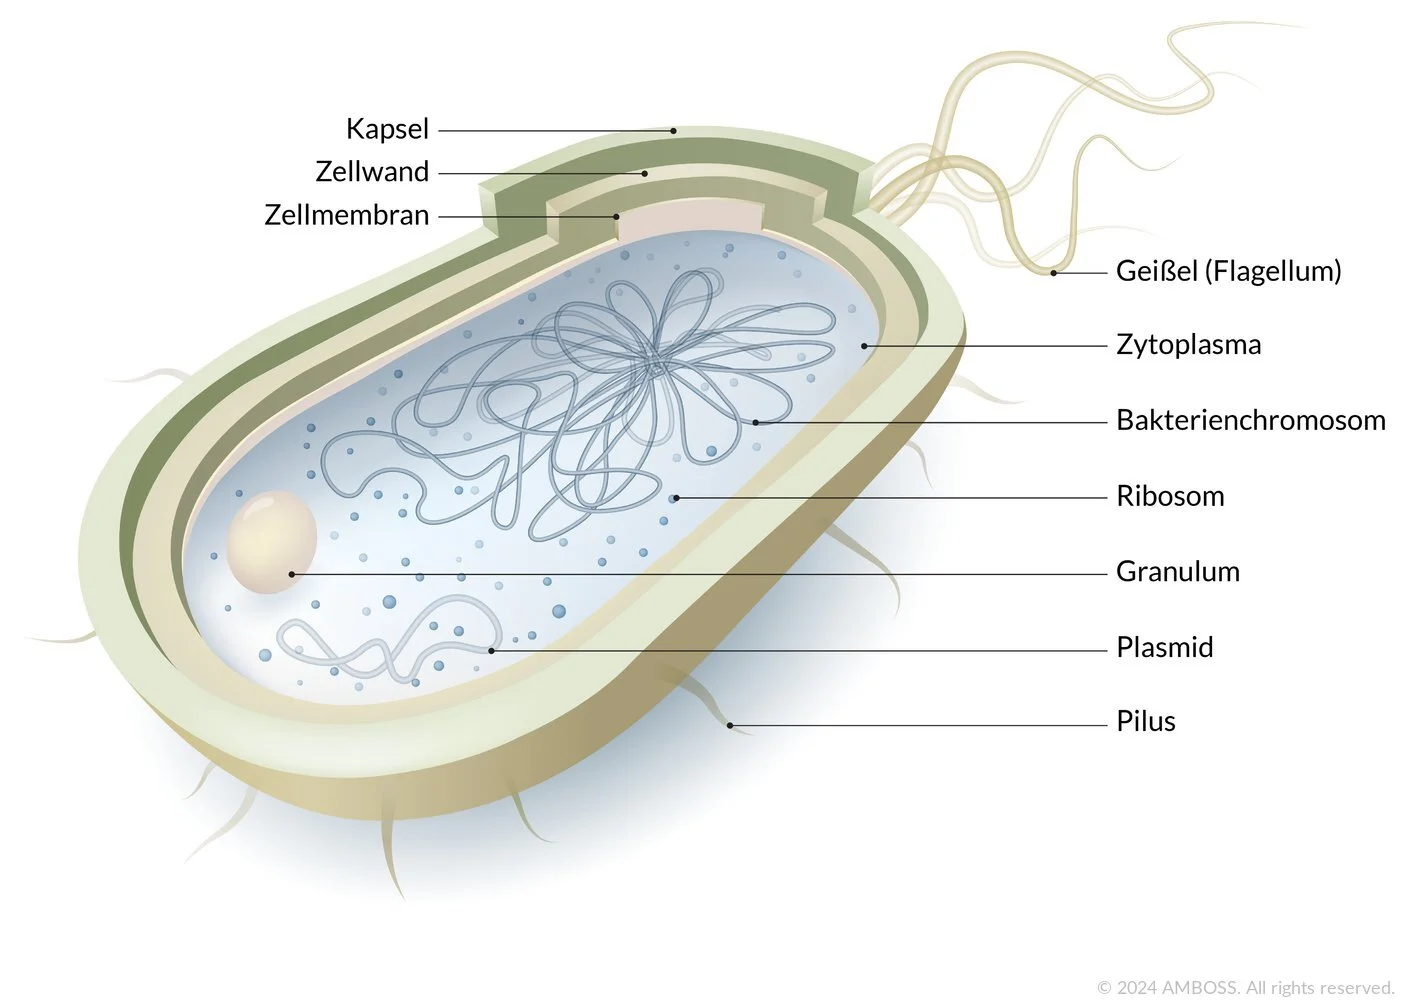 Kapsel
Zellwand
Zellmembran
Geißel (Flagellum)
Zytoplasma
Bakterienchromosom
Ribosom
Granulum
Plasmid
Pilus
© 2024 AMBOSS. All rights reserved.